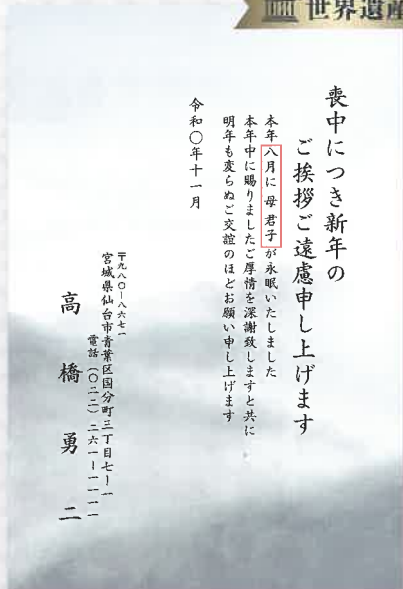 世界遺産
喪中につき新年の
ご挨拶ご遠慮申し上げます
本年八月に 母 君子 が永眠いたしました
本年中に賜りましたご厚情を深謝致しますと共に
明年も変らぬご交誼のほどお願い申し上げます
令和〇年十一月
〒九八〇ー八六七一
宮城県仙台市青葉区国分町三丁目七ー一
電話(〇二二)二六一ー一一一一
高橋勇二